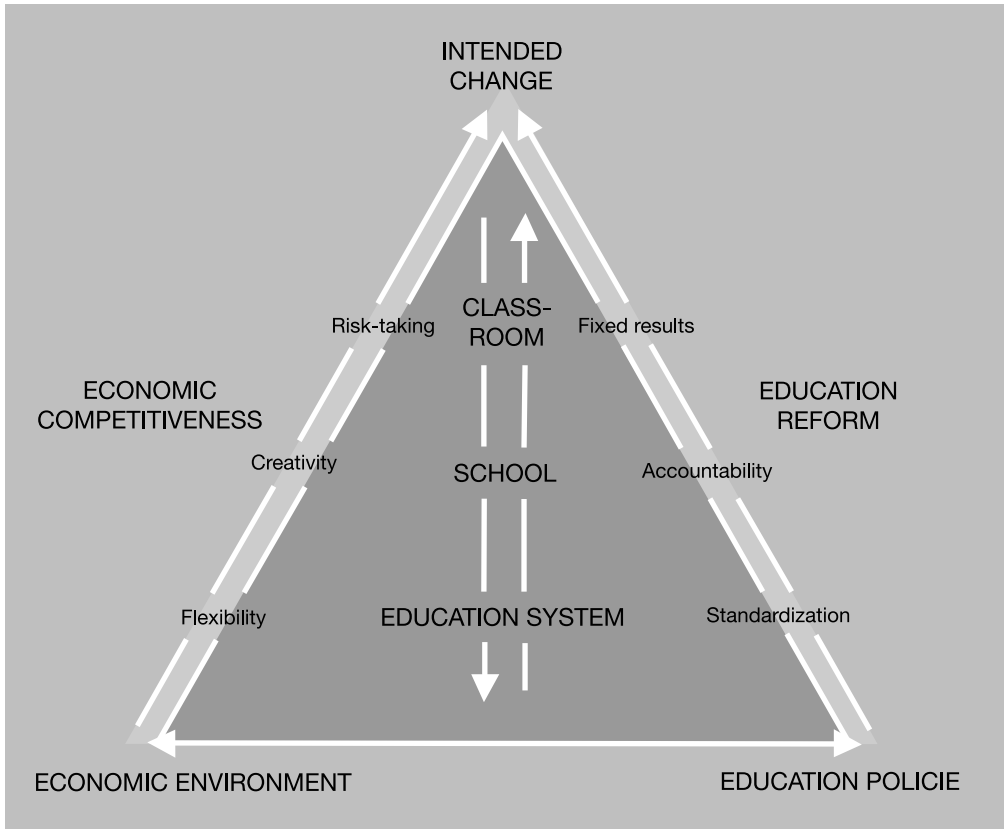 INTENDED
CHANGE
CLASS-
ROOM
Risk-taking
Fixed results
ECONOMIC
COMPETITIVENESS
EDUCATION
REFORM
Creativity
SCHOOL
Accountability
Flexibility
EDUCATION SYSTEM
Standardization
ECONOMIC ENVIRONMENT
EDUCATION POLICIE